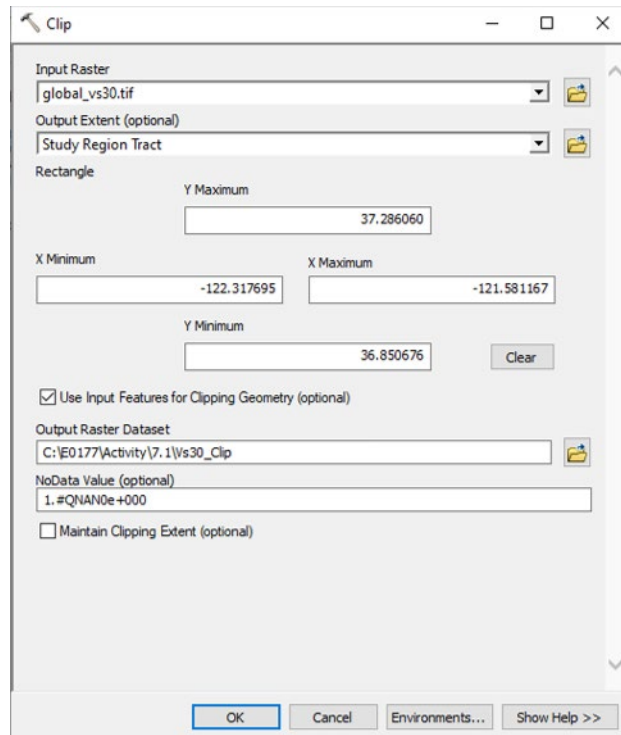 Clip
Input Raster
global_vs30.tif
Output Extent (optional)
Study Region Tract
Rectangle
Y Maximum
37.286060
X Minimum
X Maximum
-122.317695
-121.581167
Y Minimum
36.850676
Clear
Use Input Features for Clipping Geometry (optional)
Output Raster Dataset
C:\E0177\Activity\7.1\Vs30_Clip
NoData Value (optional)
1.#QNAN0e+000
Maintain Clipping Extent (optional)
OK Cancel Environments... Show Help >>